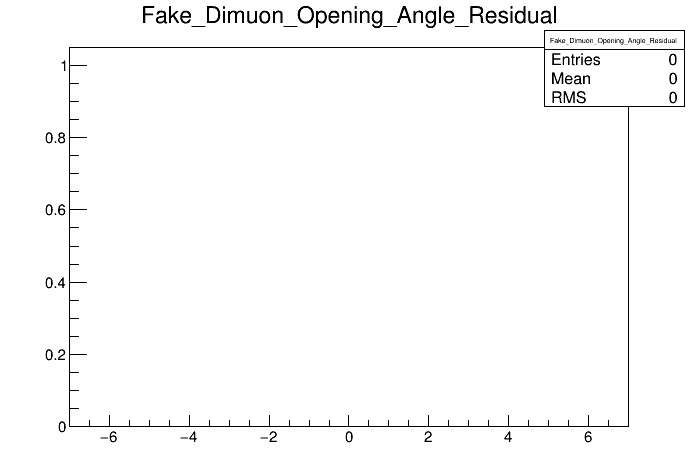 Fake_Dimuon_Opening_Angle_Residual
Fake_Dimuon_Opening_Angle_Residual
Entries 0
Mean 0
RMS 0
1
0.8
0.6
0.4
0.2
0
−6 −4 −2 0 2 4 6